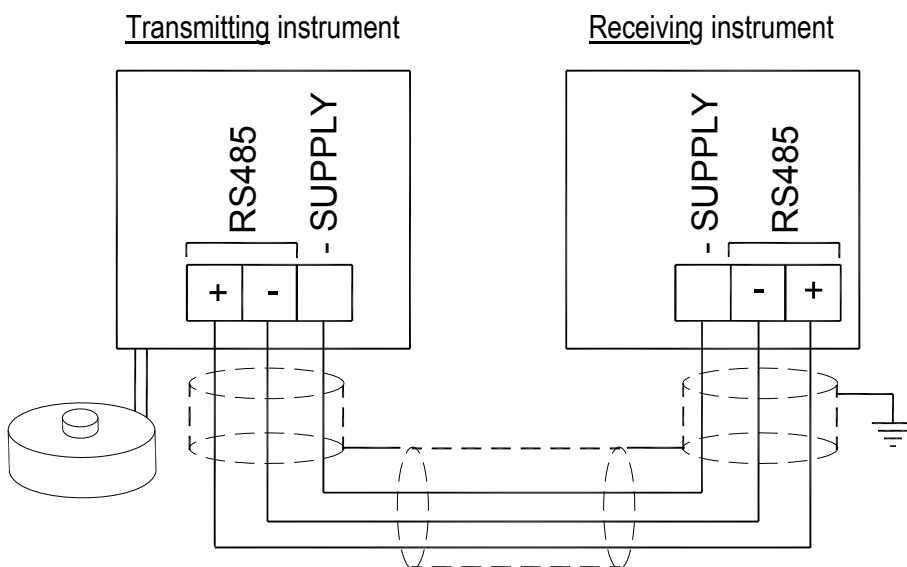 Transmitting instrument
Receiving instrument
RS485
- SUPPLY
- SUPPLY
RS485
+ -
- +